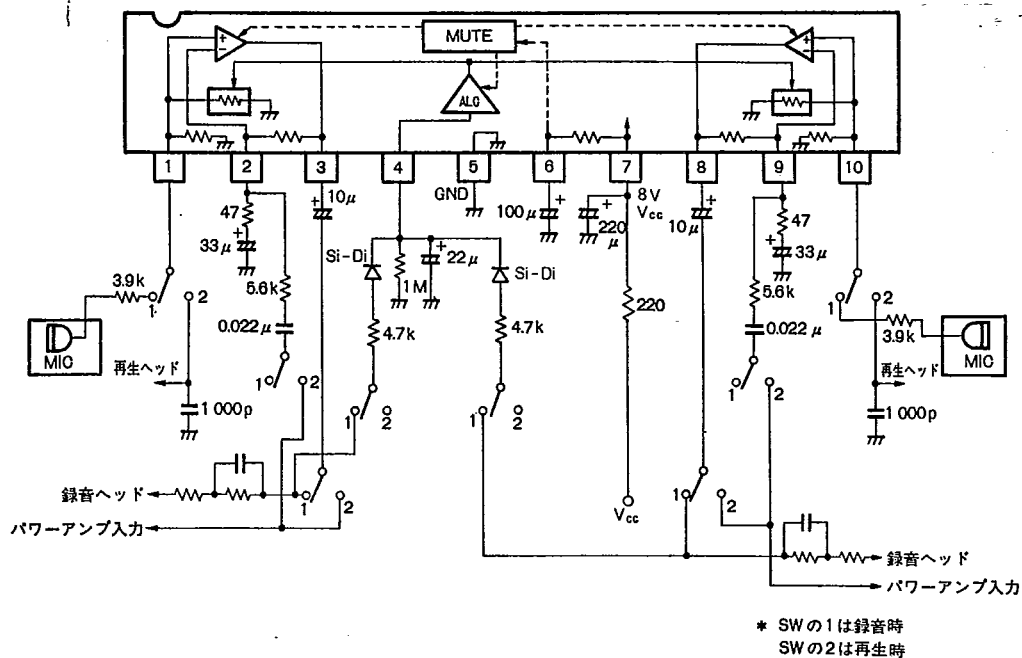 MUTE
ALC
1 2 3 4 5 6 7 8 9 10
GND
8V
Vcc
10μ
100μ
220μ
10μ
47
33μ
47
33μ
Si-Di
1M
22μ
Si-Di
5.6k
220
5.6k
3.9k
1 2
0.022μ
4.7k
4.7k
0.022μ
1 2
3.9k
MIC
MIC
再生ヘッド
1 2
1 2
1 2
1 2
再生ヘッド
1 000p
1 000p
録音ヘッド
1 2
Vcc
1 2
パワーアンプ入力
録音ヘッド
パワーアンプ入力
* SWの1は録音時
SWの2は再生時